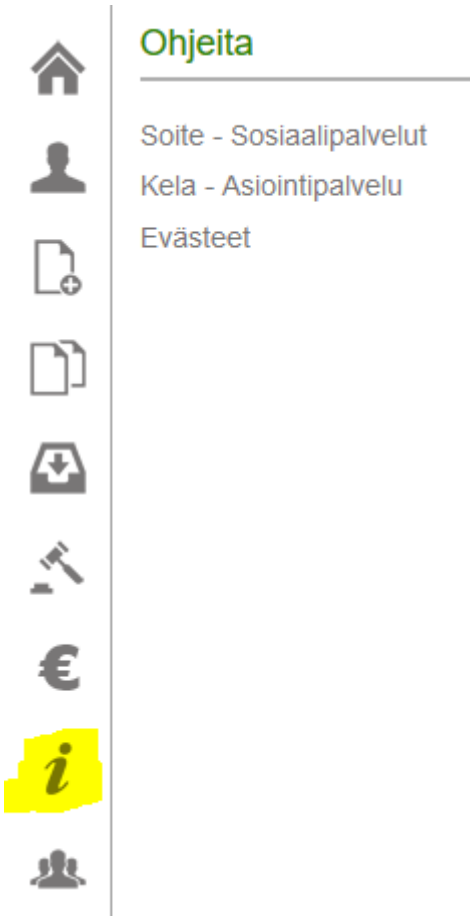 Ohjeita
Soite - Sosiaalipalvelut
Kela - Asiointipalvelu
Evästeet
€
i